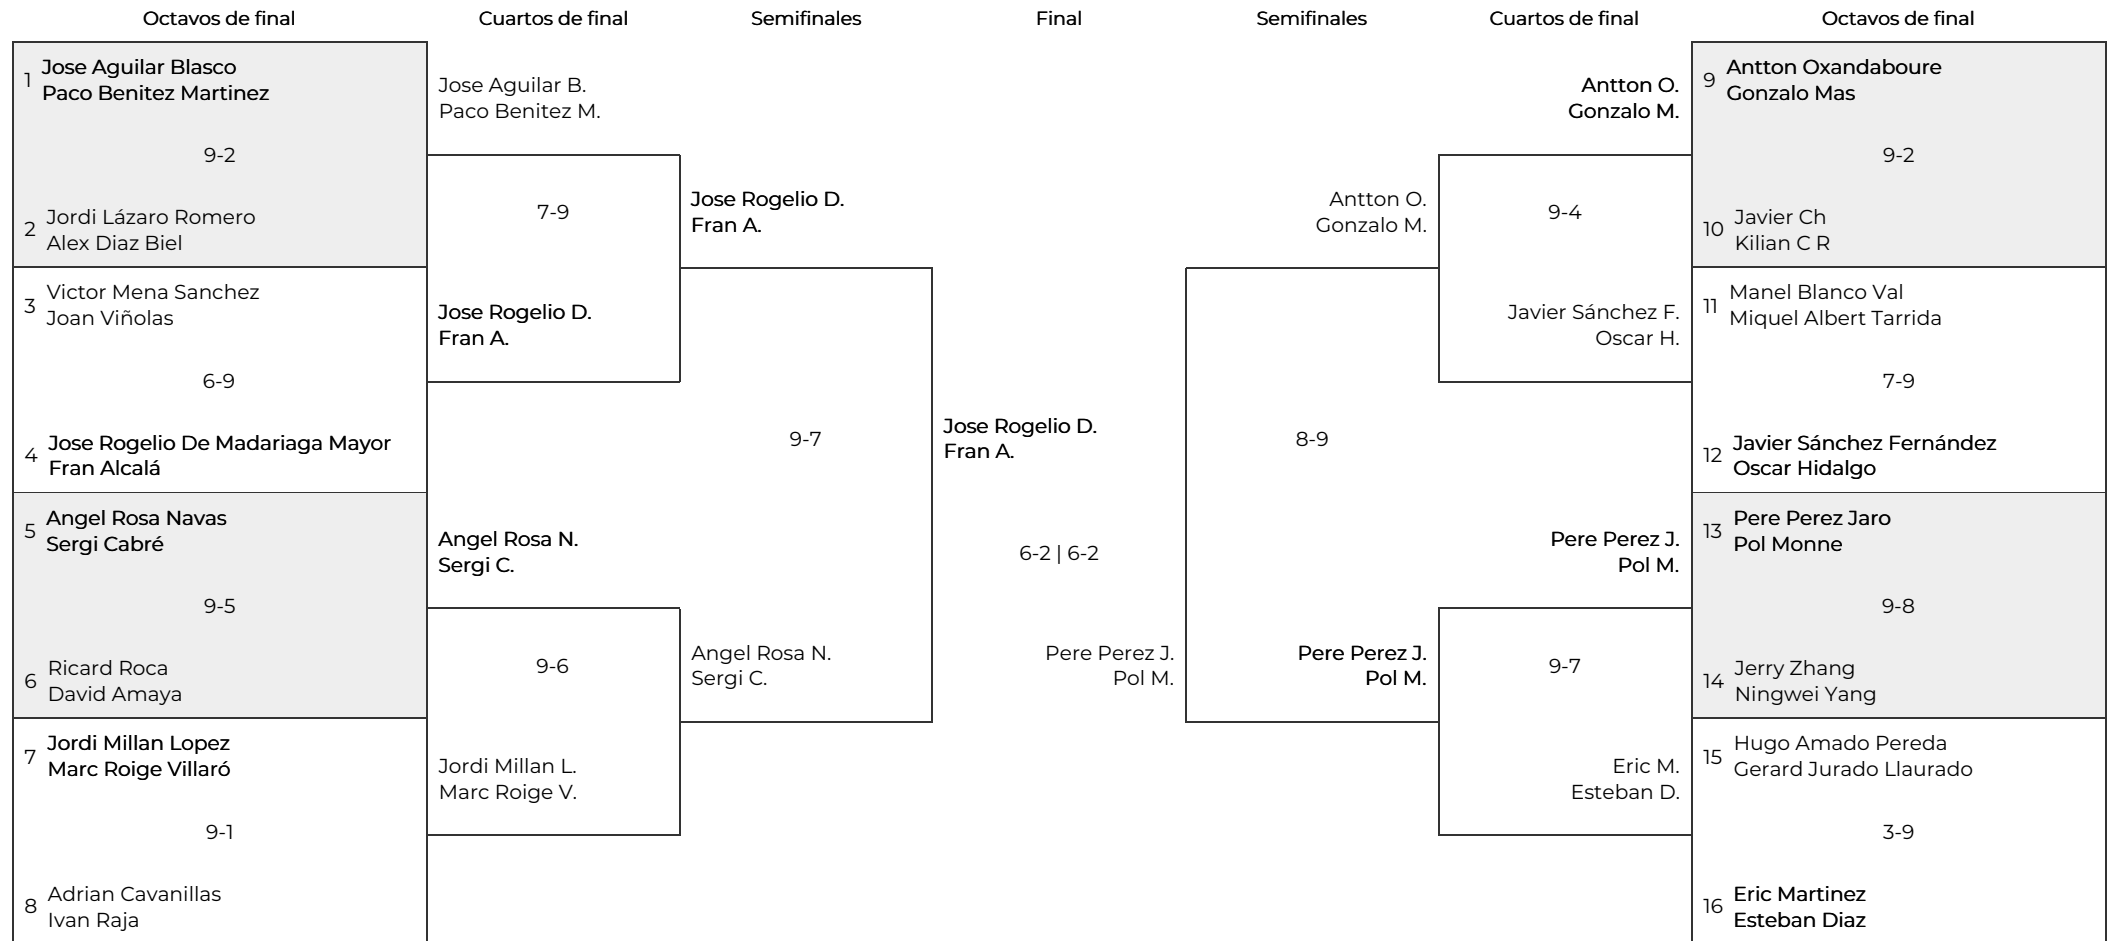 Octavos de final
Cuartos de final
Semifinales
Final
Semifinales
Cuartos de final
Octavos de final
1
Jose Aguilar Blasco
Paco Benitez Martinez
9-2
2
Jordi Lázaro Romero
Alex Diaz Biel
3
Victor Mena Sanchez
Joan Viñolas
6-9
4
Jose Rogelio De Madariaga Mayor
Fran Alcalá
5
Angel Rosa Navas
Sergi Cabré
9-5
6
Ricard Roca
David Amaya
7
Jordi Millan Lopez
Marc Roige Villaró
9-1
8
Adrian Cavanillas
Ivan Raja
Jose Aguilar B.
Paco Benitez M.
7-9
Jose Rogelio D.
Fran A.
Angel Rosa N.
Sergi C.
9-6
Jordi Millan L.
Marc Roige V.
Jose Rogelio D.
Fran A.
9-7
Angel Rosa N.
Sergi C.
Jose Rogelio D.
Fran A.
6-2 | 6-2
Pere Perez J.
Pol M.
Antton O.
Gonzalo M.
8-9
Pere Perez J.
Pol M.
Antton O.
Gonzalo M.
9-4
Javier Sánchez F.
Oscar H.
Pere Perez J.
Pol M.
9-7
Eric M.
Esteban D.
9
Antton Oxandaboure
Gonzalo Mas
9-2
10
Javier Ch
Kilian C R
11
Manel Blanco Val
Miquel Albert Tarrida
7-9
12
Javier Sánchez Fernández
Oscar Hidalgo
13
Pere Perez Jaro
Pol Monne
9-8
14
Jerry Zhang
Ningwei Yang
15
Hugo Amado Pereda
Gerard Jurado Llaurado
3-9
16
Eric Martinez
Esteban Diaz